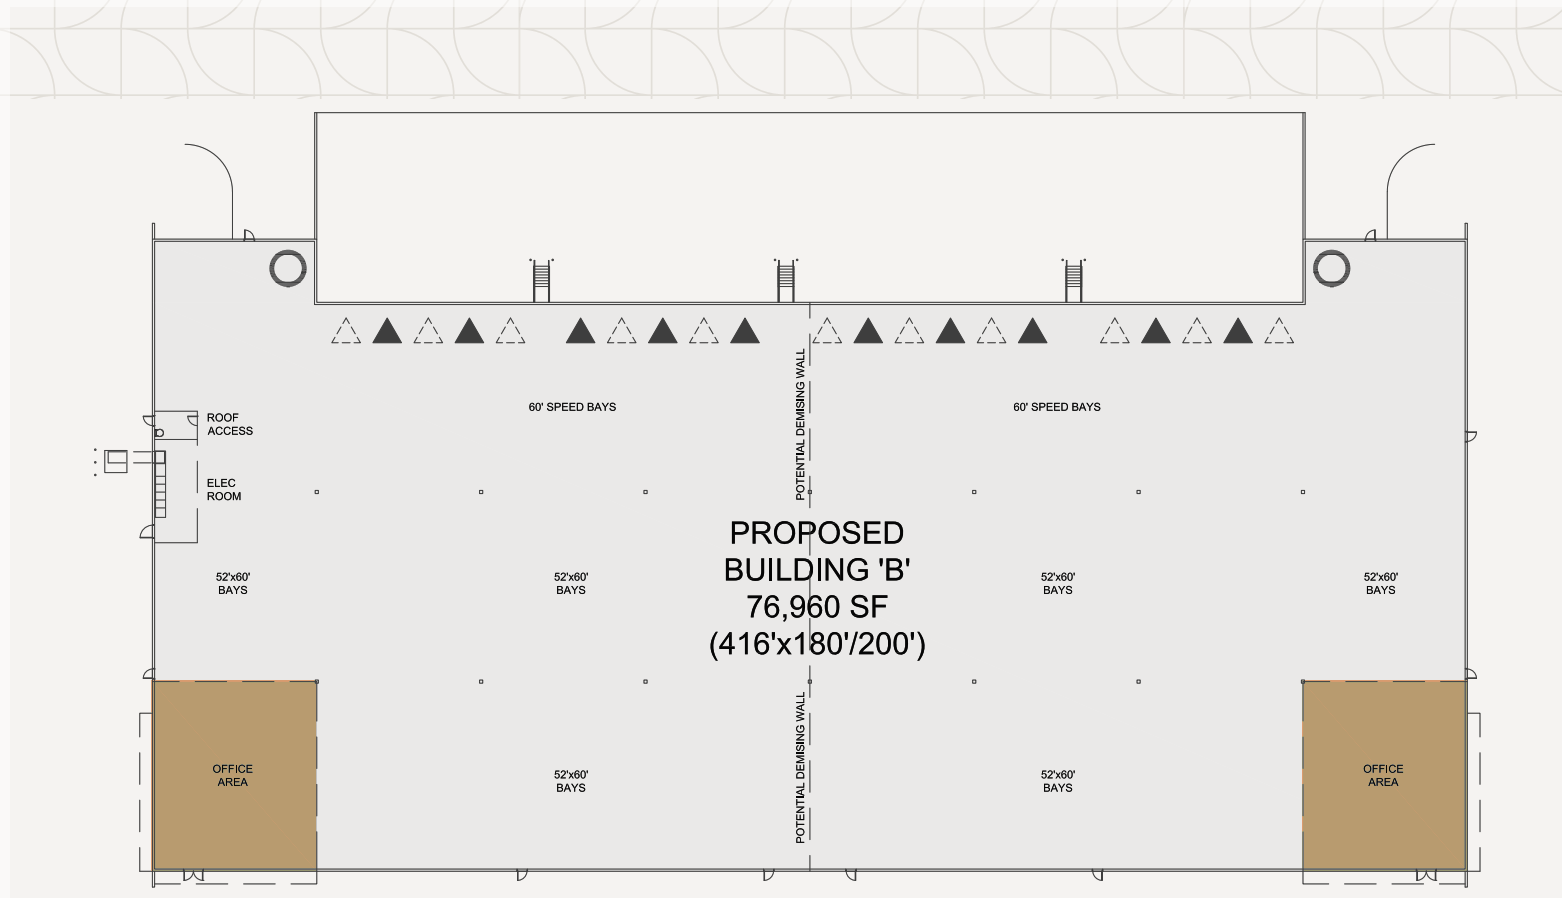 60' SPEED BAYS
60' SPEED BAYS
POTENTIAL DEMISING WALL
ROOF
ACCESS
ELEC
ROOM
PROPOSED
BUILDING 'B'
76,960 SF
(416'x180'/200')
52'x60'
BAYS
52'x60'
BAYS
52'x60'
BAYS
52'x60'
BAYS
POTENTIAL DEMISING WALL
OFFICE
AREA
52'x60'
BAYS
52'x60'
BAYS
OFFICE
AREA